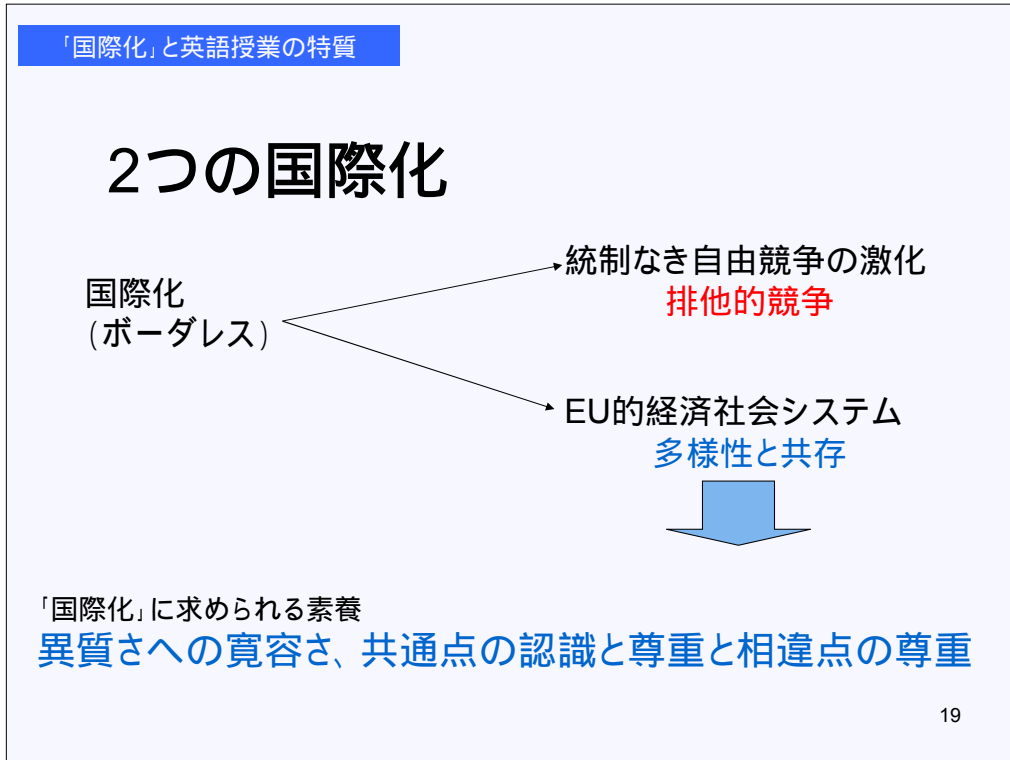 ｢国際化｣と英語授業の特質
2つの国際化
国際化
(ボーダレス)
統制なき自由競争の激化
排他的競争
EU的経済社会システム
多様性と共存
｢国際化｣に求められる素養
異質さへの寛容さ、共通点の認識と尊重と相違点の尊重
19